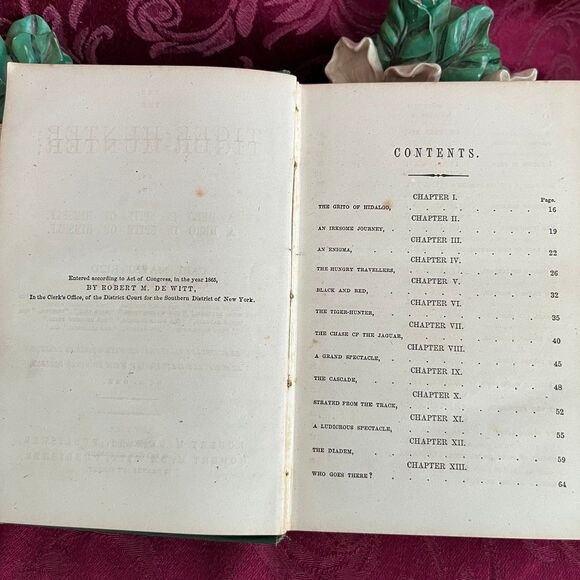 Entered according to Act of Congress, in the year 1865,
BY ROBERT M. DE WITT,
In the Clerk's Office, of the District Court for the Southern District of New York.
CONTENTS.
CHAPTER I.
Page.
THE GRITO OF HIDALGO, . . . . . . . 16
CHAPTER II.
AN IRKSOME JOURNEY, . . . . . . . 19
CHAPTER III.
AN ENIGMA, . . . . . . . 22
CHAPTER IV.
THE HUNGRY TRAVELLERS, . . . . . . . 26
CHAPTER V.
BLACK AND RED, . . . . . . . 32
CHAPTER VI.
THE TIGER-HUNTER, . . . . . . . 35
CHAPTER VII.
THE CHASE OF THE JAGUAR, . . . . . . . 40
CHAPTER VIII.
A GRAND SPECTACLE, . . . . . . . 45
CHAPTER IX.
THE CASCADE, . . . . . . . 48
CHAPTER X.
STRAYED FROM THE TRACK, . . . . . . . 52
CHAPTER XI.
A LUDICROUS SPECTACLE, . . . . . . . 55
CHAPTER XII.
THE DIADEM, . . . . . . . 59
CHAPTER XIII.
WHO GOES THERE? . . . . . . . 64